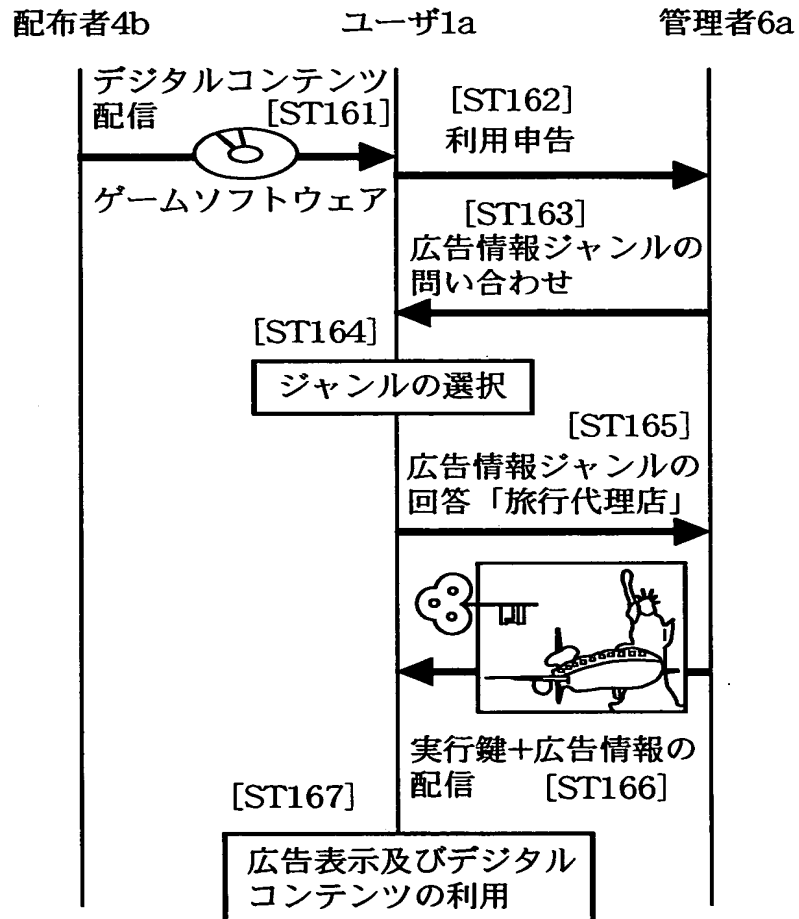 配布者4b
ユーザ1a
管理者6a
デジタルコンテンツ
配信 [ST161]
ゲームソフトウェア
[ST162]
利用申告
[ST163]
広告情報ジャンルの
問い合わせ
[ST164]
ジャンルの選択
[ST165]
広告情報ジャンルの
回答「旅行代理店」
実行鍵+広告情報の
配信 [ST166]
[ST167]
広告表示及びデジタル
コンテンツの利用